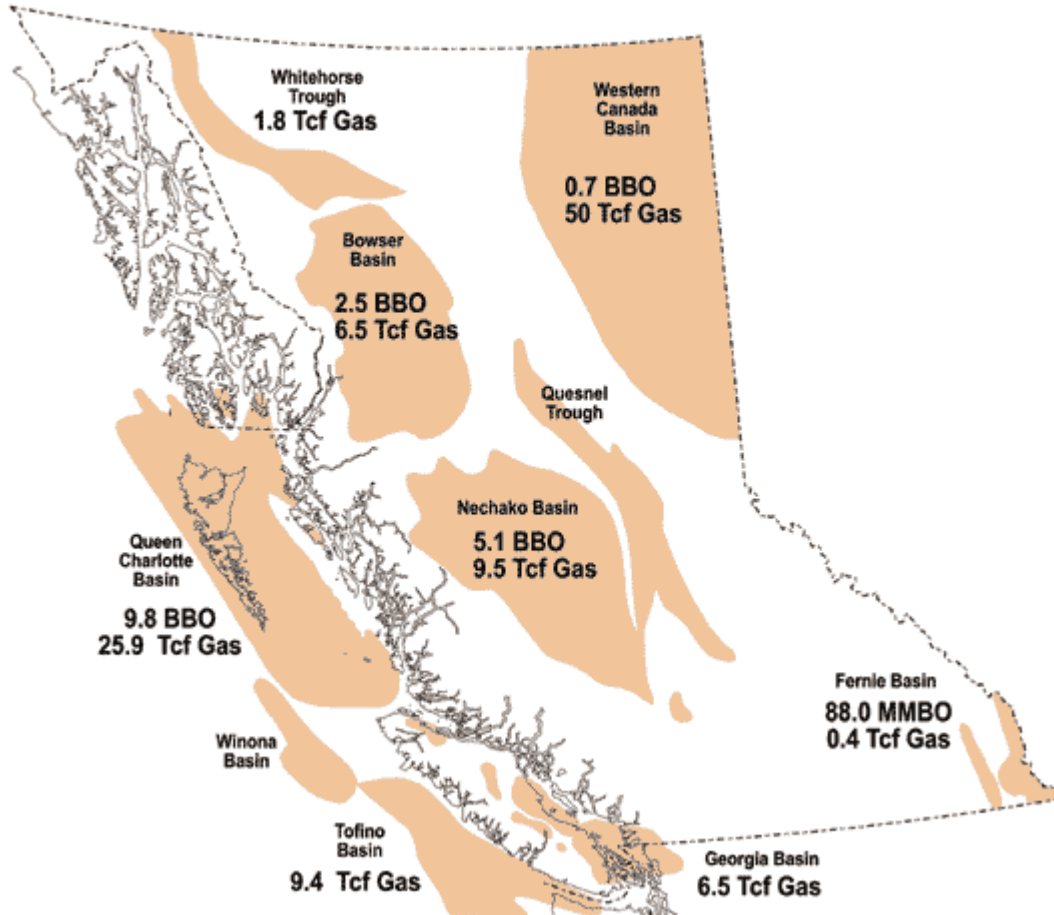 Whitehorse
Trough
1.8 Tcf Gas
Western
Canada
Basin
0.7 BBO
50 Tcf Gas
Bowser
Basin
2.5 BBO
6.5 Tcf Gas
Quesnel
Trough
Nechako Basin
5.1 BBO
9.5 Tcf Gas
Queen
Charlotte
Basin
9.8 BBO
25.9 Tcf Gas
Fernie Basin
88.0 MMBO
0.4 Tcf Gas
Winona
Basin
Tofino
Basin
9.4 Tcf Gas
Georgia Basin
6.5 Tcf Gas